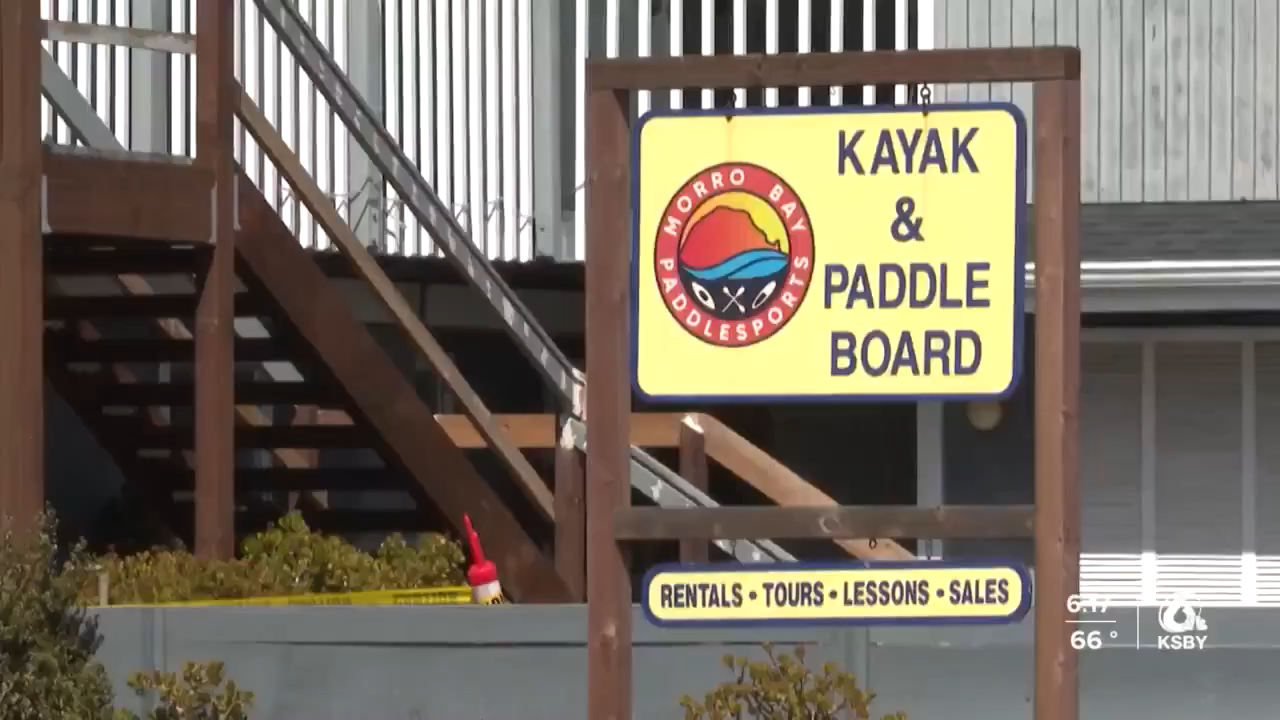 KAYAK
&
PADDLE
BOARD
MORRO BAY
PADDLESPORTS
RENTALS • TOURS • LESSONS • SALES
6:17
66°
KSBY